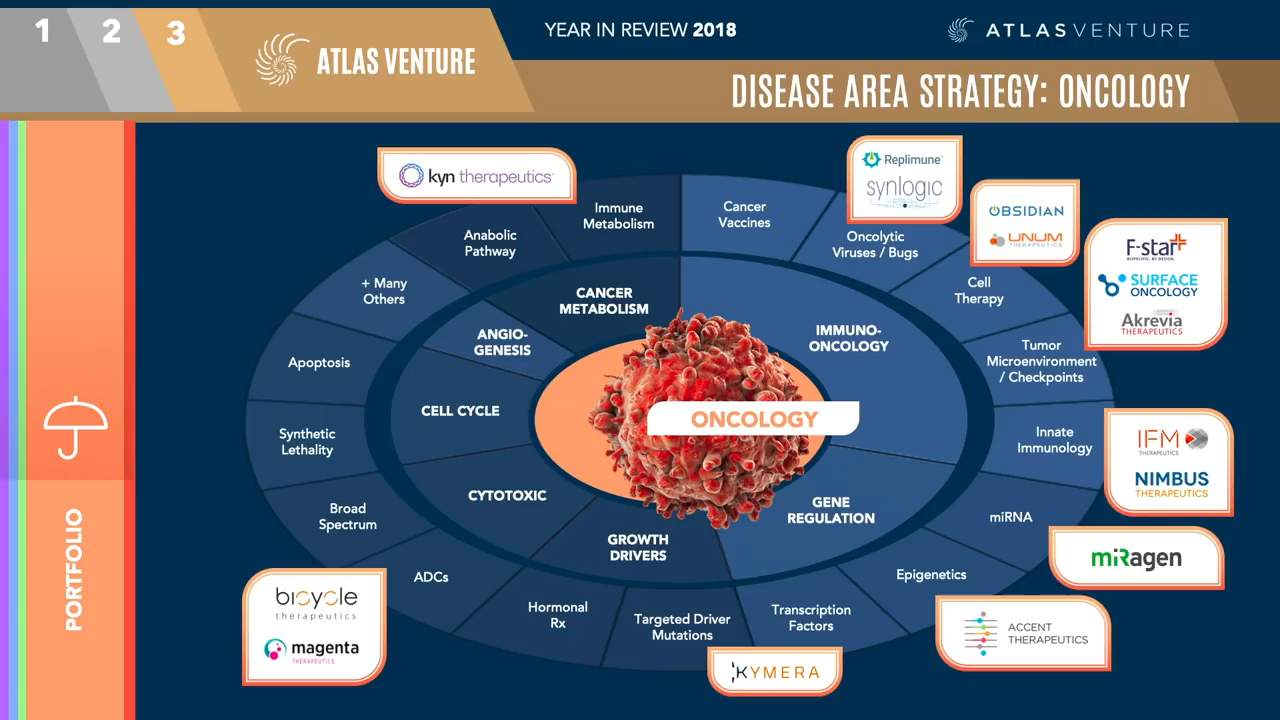 1
2
3
ATLAS VENTURE
YEAR IN REVIEW 2018
ATLAS VENTURE
DISEASE AREA STRATEGY: ONCOLOGY
PORTFOLIO
kyn therapeutics
Immune
Metabolism
Anabolic
Pathway
+ Many
Others
Apoptosis
Synthetic
Lethality
Broad
Spectrum
ADCs
Hormonal
Rx
Targeted Driver
Mutations
Transcription
Factors
Epigenetics
miRNA
Innate
Immunology
Tumor
Microenvironment
/ Checkpoints
Cell
Therapy
Oncolytic
Viruses / Bugs
Cancer
Vaccines
CANCER
METABOLISM
ANGIO-
GENESIS
CELL CYCLE
CYTOTOXIC
GROWTH
DRIVERS
GENE
REGULATION
IMMUNO-
ONCOLOGY
ONCOLOGY
Replimune
synlogic
OBSIDIAN
UNUM
THERAPEUTICS
F-star
BISPECIFIC. BY DESIGN.
SURFACE
ONCOLOGY
Akrevia
THERAPEUTICS
IFM
THERAPEUTICS
NIMBUS
THERAPEUTICS
miRagen
ACCENT
THERAPEUTICS
KYMERA
bicycle
therapeutics
magenta
THERAPEUTICS